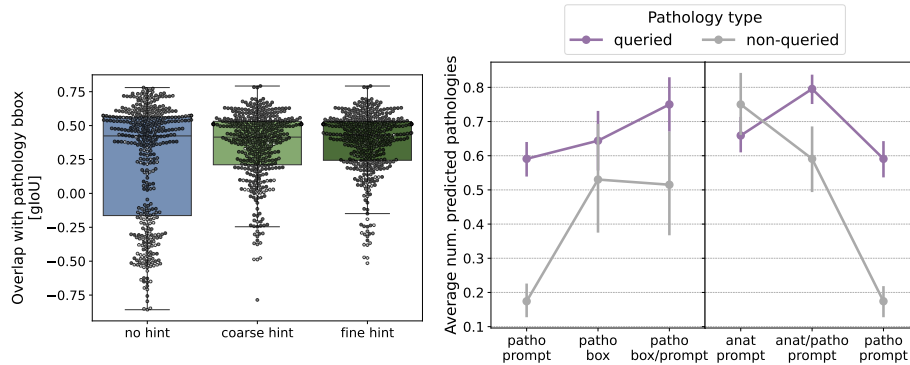 Overlap with pathology bbox
[gIoU]
0.75
0.50
0.25
0.00
−0.25
−0.50
−0.75
no hint
coarse hint
fine hint
Pathology type
queried
non-queried
Average num. predicted pathologies
0.8
0.7
0.6
0.5
0.4
0.3
0.2
0.1
patho
prompt
patho
box
patho
box/prompt
anat
prompt
anat/patho
prompt
patho
prompt